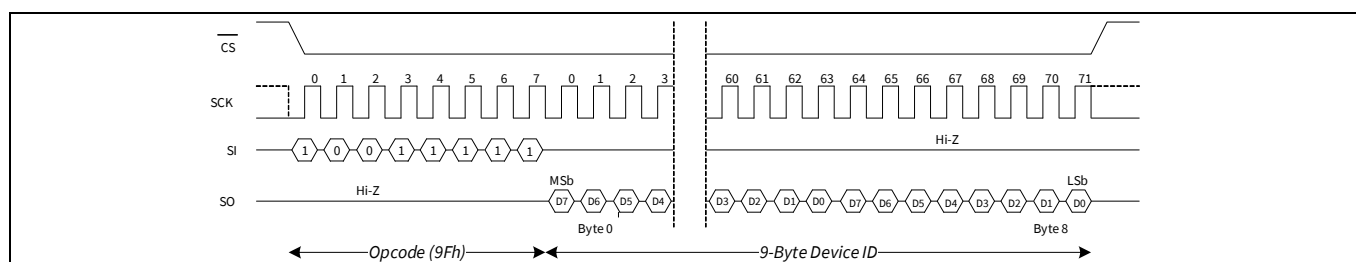 CS
0 1 2 3 4 5 6 7 0 1 2 3 60 61 62 63 64 65 66 67 68 69 70 71
SCK
Hi-Z
SI 1 0 0 1 1 1 1 1
MSb LSb
Hi-Z
SO D7 D6 D5 D4 D3 D2 D1 D0 D7 D6 D5 D4 D3 D2 D1 D0
Byte 0 Byte 8
Opcode (9Fh) 9-Byte Device ID